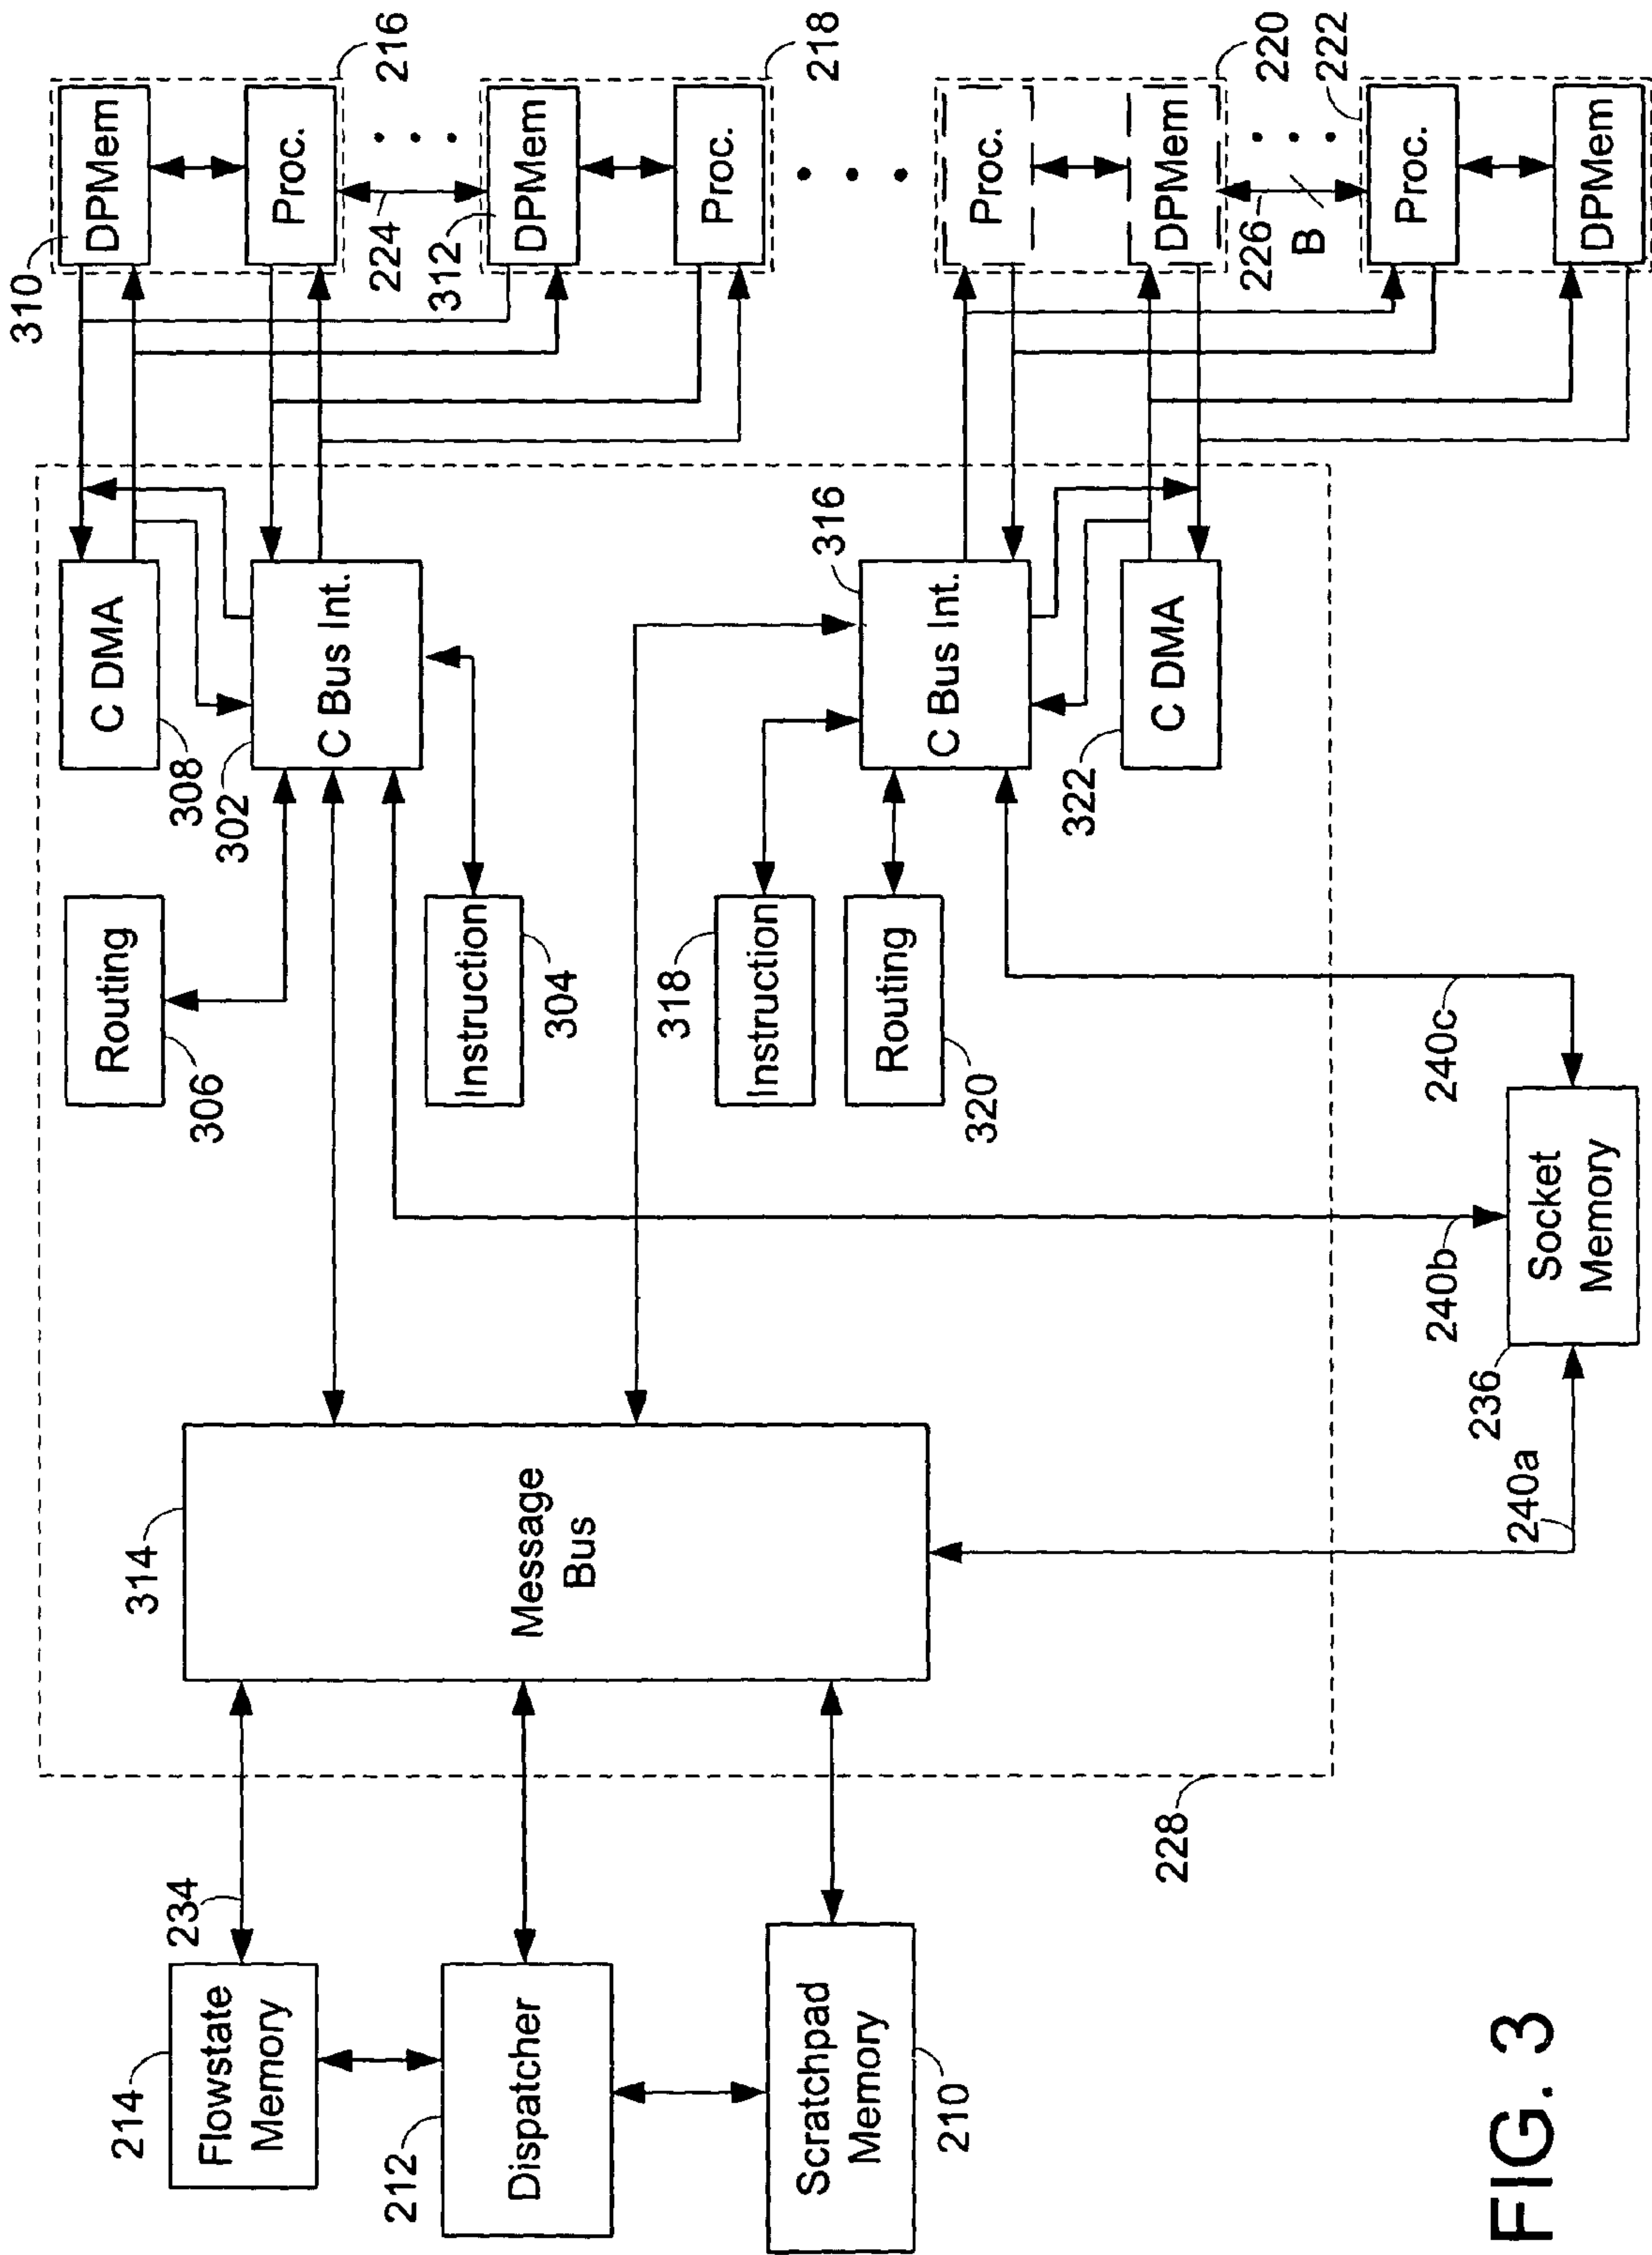 310
DPMem
Proc.
216
224
312
DPMem
Proc.
218
Proc.
DPMem
220
226
B
222
Proc.
DPMem
C DMA
308
302
C Bus Int.
316
C Bus Int.
322
C DMA
Routing
306
Instruction
304
318
Instruction
Routing
320
240c
240b
Socket
Memory
236
240a
314
Message
Bus
228
234
214
Flowstate
Memory
212
Dispatcher
Scratchpad
Memory
210
FIG. 3